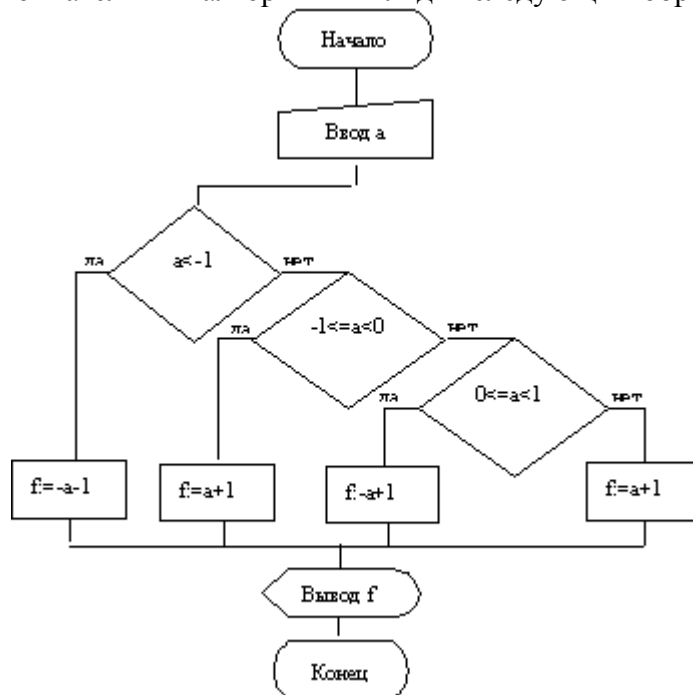 Начало
Ввод a
a<-1
да
нет
-1<=a<0
да
нет
0<=a<1
да
нет
f:=-a-1
f:=a+1
f:-a+1
f:=a+1
Вывод f
Конец